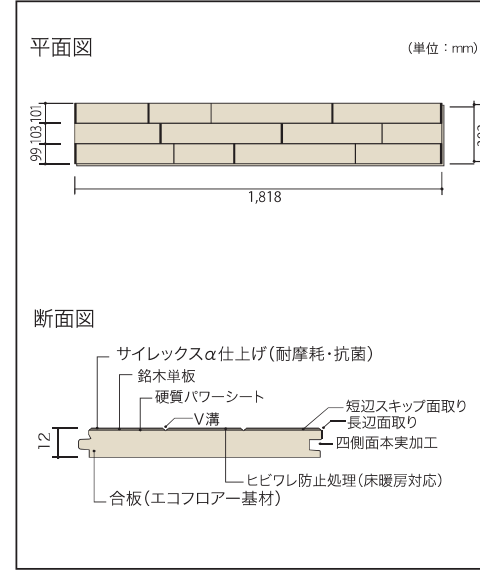 平面図
(単位：mm)
101
103
99
1,818
断面図
サイレックスα仕上げ(耐摩耗・抗菌)
銘木単板
硬質パワーシート
V溝
短辺スキップ面取り
長辺面取り
四側面本実加工
12
ヒビワレ防止処理(床暖房対応)
合板(エコフロアー基材)